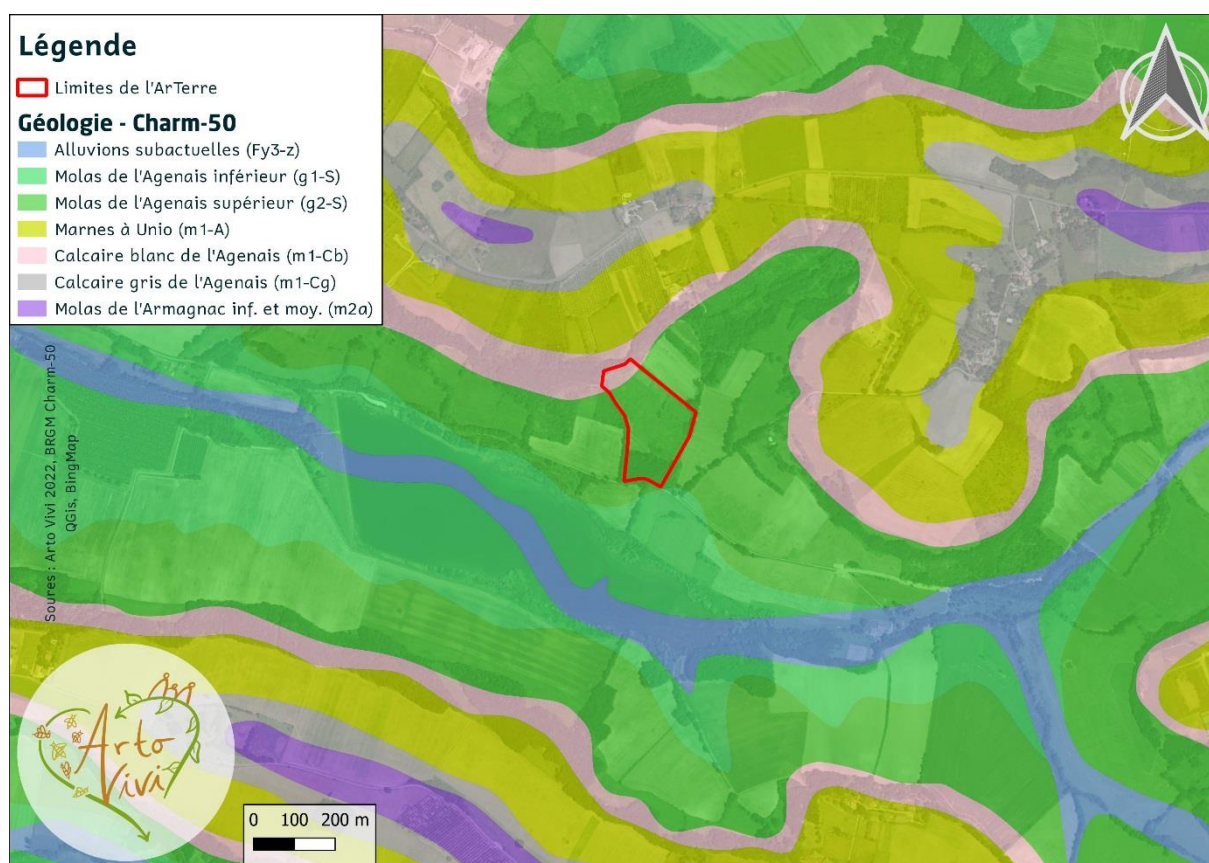 Légende
Limites de l'ArTerre
Géologie - Charm-50
Alluvions subactuelles (Fy3-z)
Molas de l'Agenais inférieur (g1-S)
Molas de l'Agenais supérieur (g2-S)
Marnes à Unio (m1-A)
Calcaire blanc de l'Agenais (m1-Cb)
Calcaire gris de l'Agenais (m1-Cg)
Molas de l'Armagnac inf. et moy. (m2a)
Soures : Arto Vivi 2022, BRGM Charm-50
QGis, BingMap
Arto
Vivi
0 100 200 m